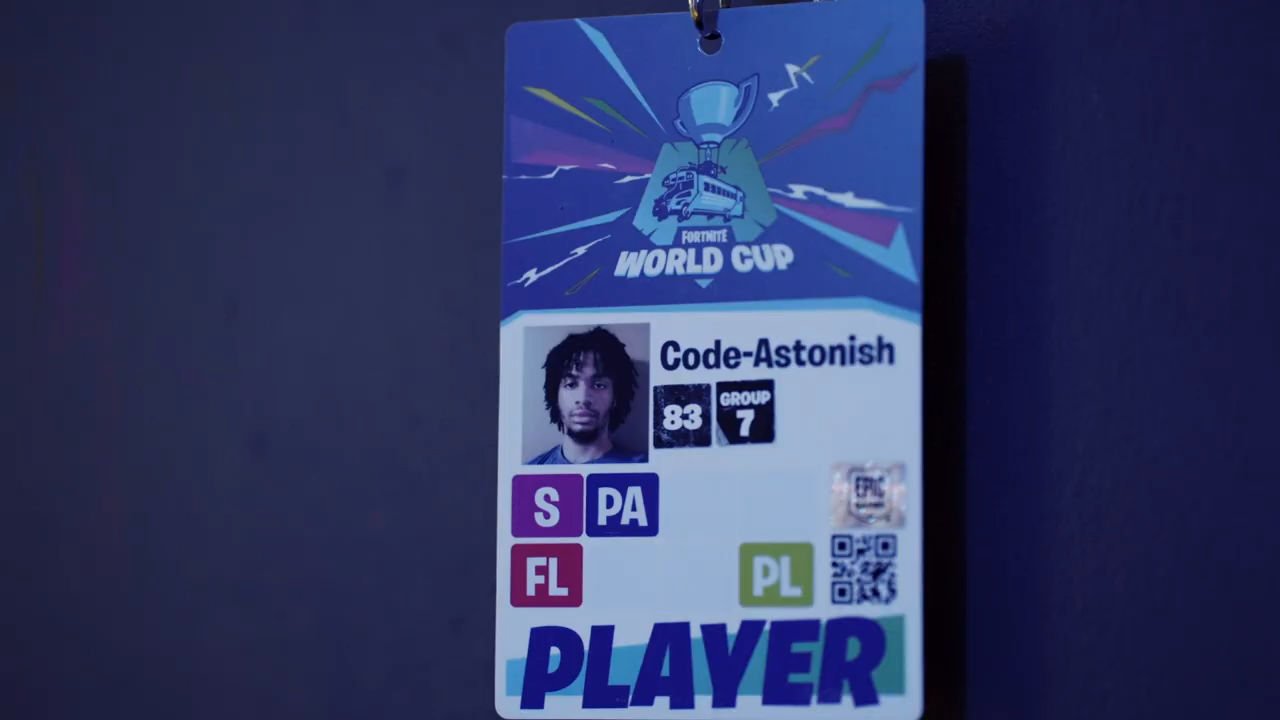 FORTNITE
WORLD CUP
Code-Astonish
83
GROUP
7
S PA
EPIC
FL PL
PLAYER